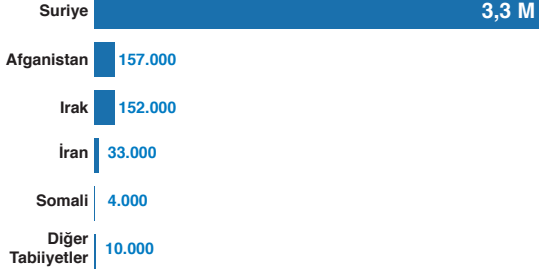 Suriye 3,3 M
Afganistan 157.000
Irak 152.000
İran 33.000
Somali 4.000
Diğer
Tabiiyetler 10.000